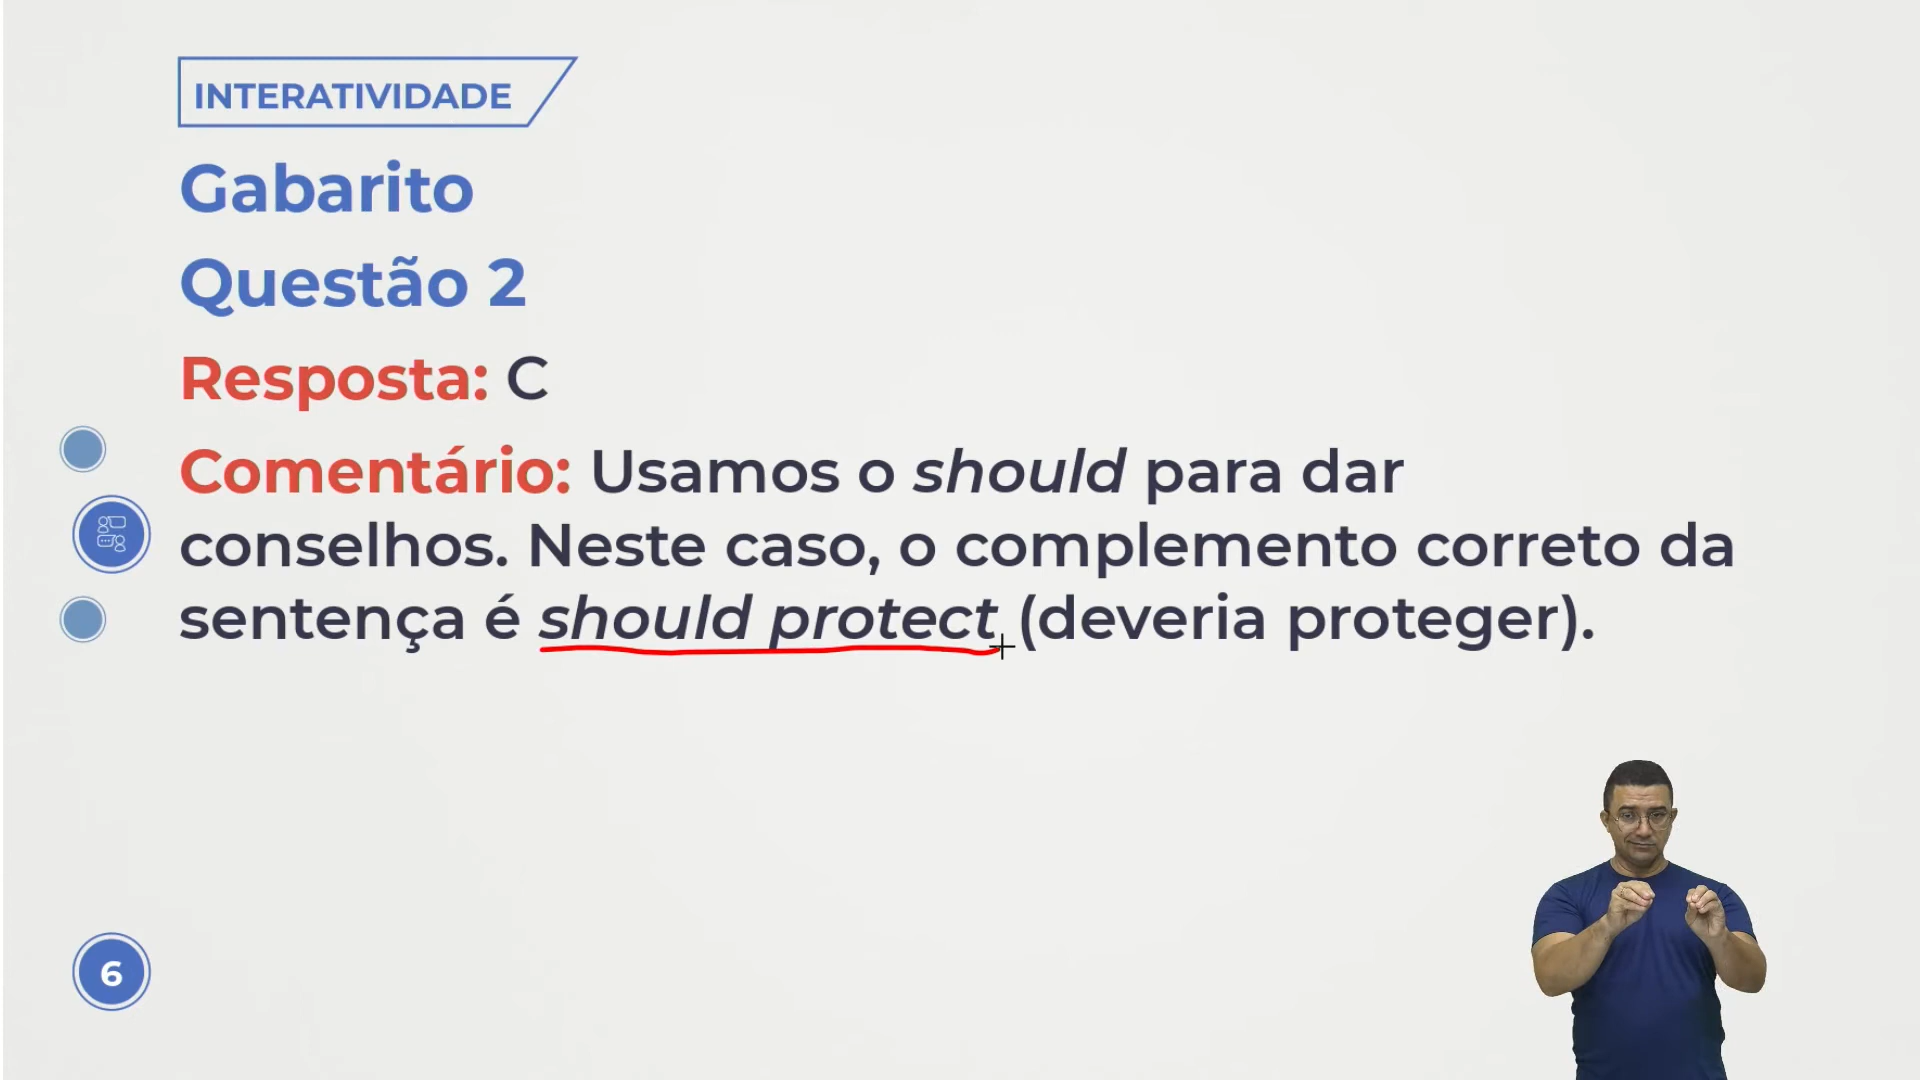 INTERATIVIDADE
Gabarito
Questão 2
Resposta: C
Comentário: Usamos o should para dar
conselhos. Neste caso, o complemento correto da
sentença é should protect (deveria proteger).
6